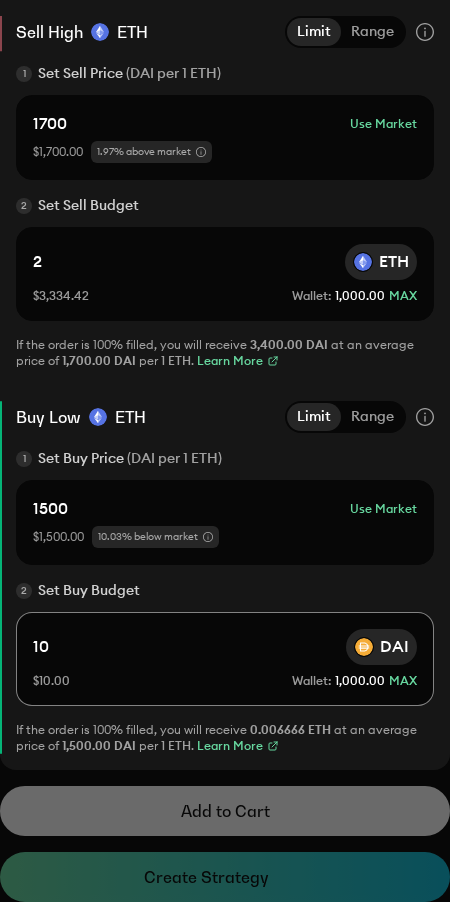 Sell High ETH Limit Range
1 Set Sell Price (DAI per 1 ETH)
1700 Use Market
$1,700.00 1.97% above market
2 Set Sell Budget
2 ETH
$3,334.42 Wallet: 1,000.00 MAX
If the order is 100% filled, you will receive 3,400.00 DAI at an average
price of 1,700.00 DAI per 1 ETH. Learn More
Buy Low ETH Limit Range
1 Set Buy Price (DAI per 1 ETH)
1500 Use Market
$1,500.00 10.03% below market
2 Set Buy Budget
10 DAI
$10.00 Wallet: 1,000.00 MAX
If the order is 100% filled, you will receive 0.006666 ETH at an average
price of 1,500.00 DAI per 1 ETH. Learn More
Add to Cart
Create Strategy